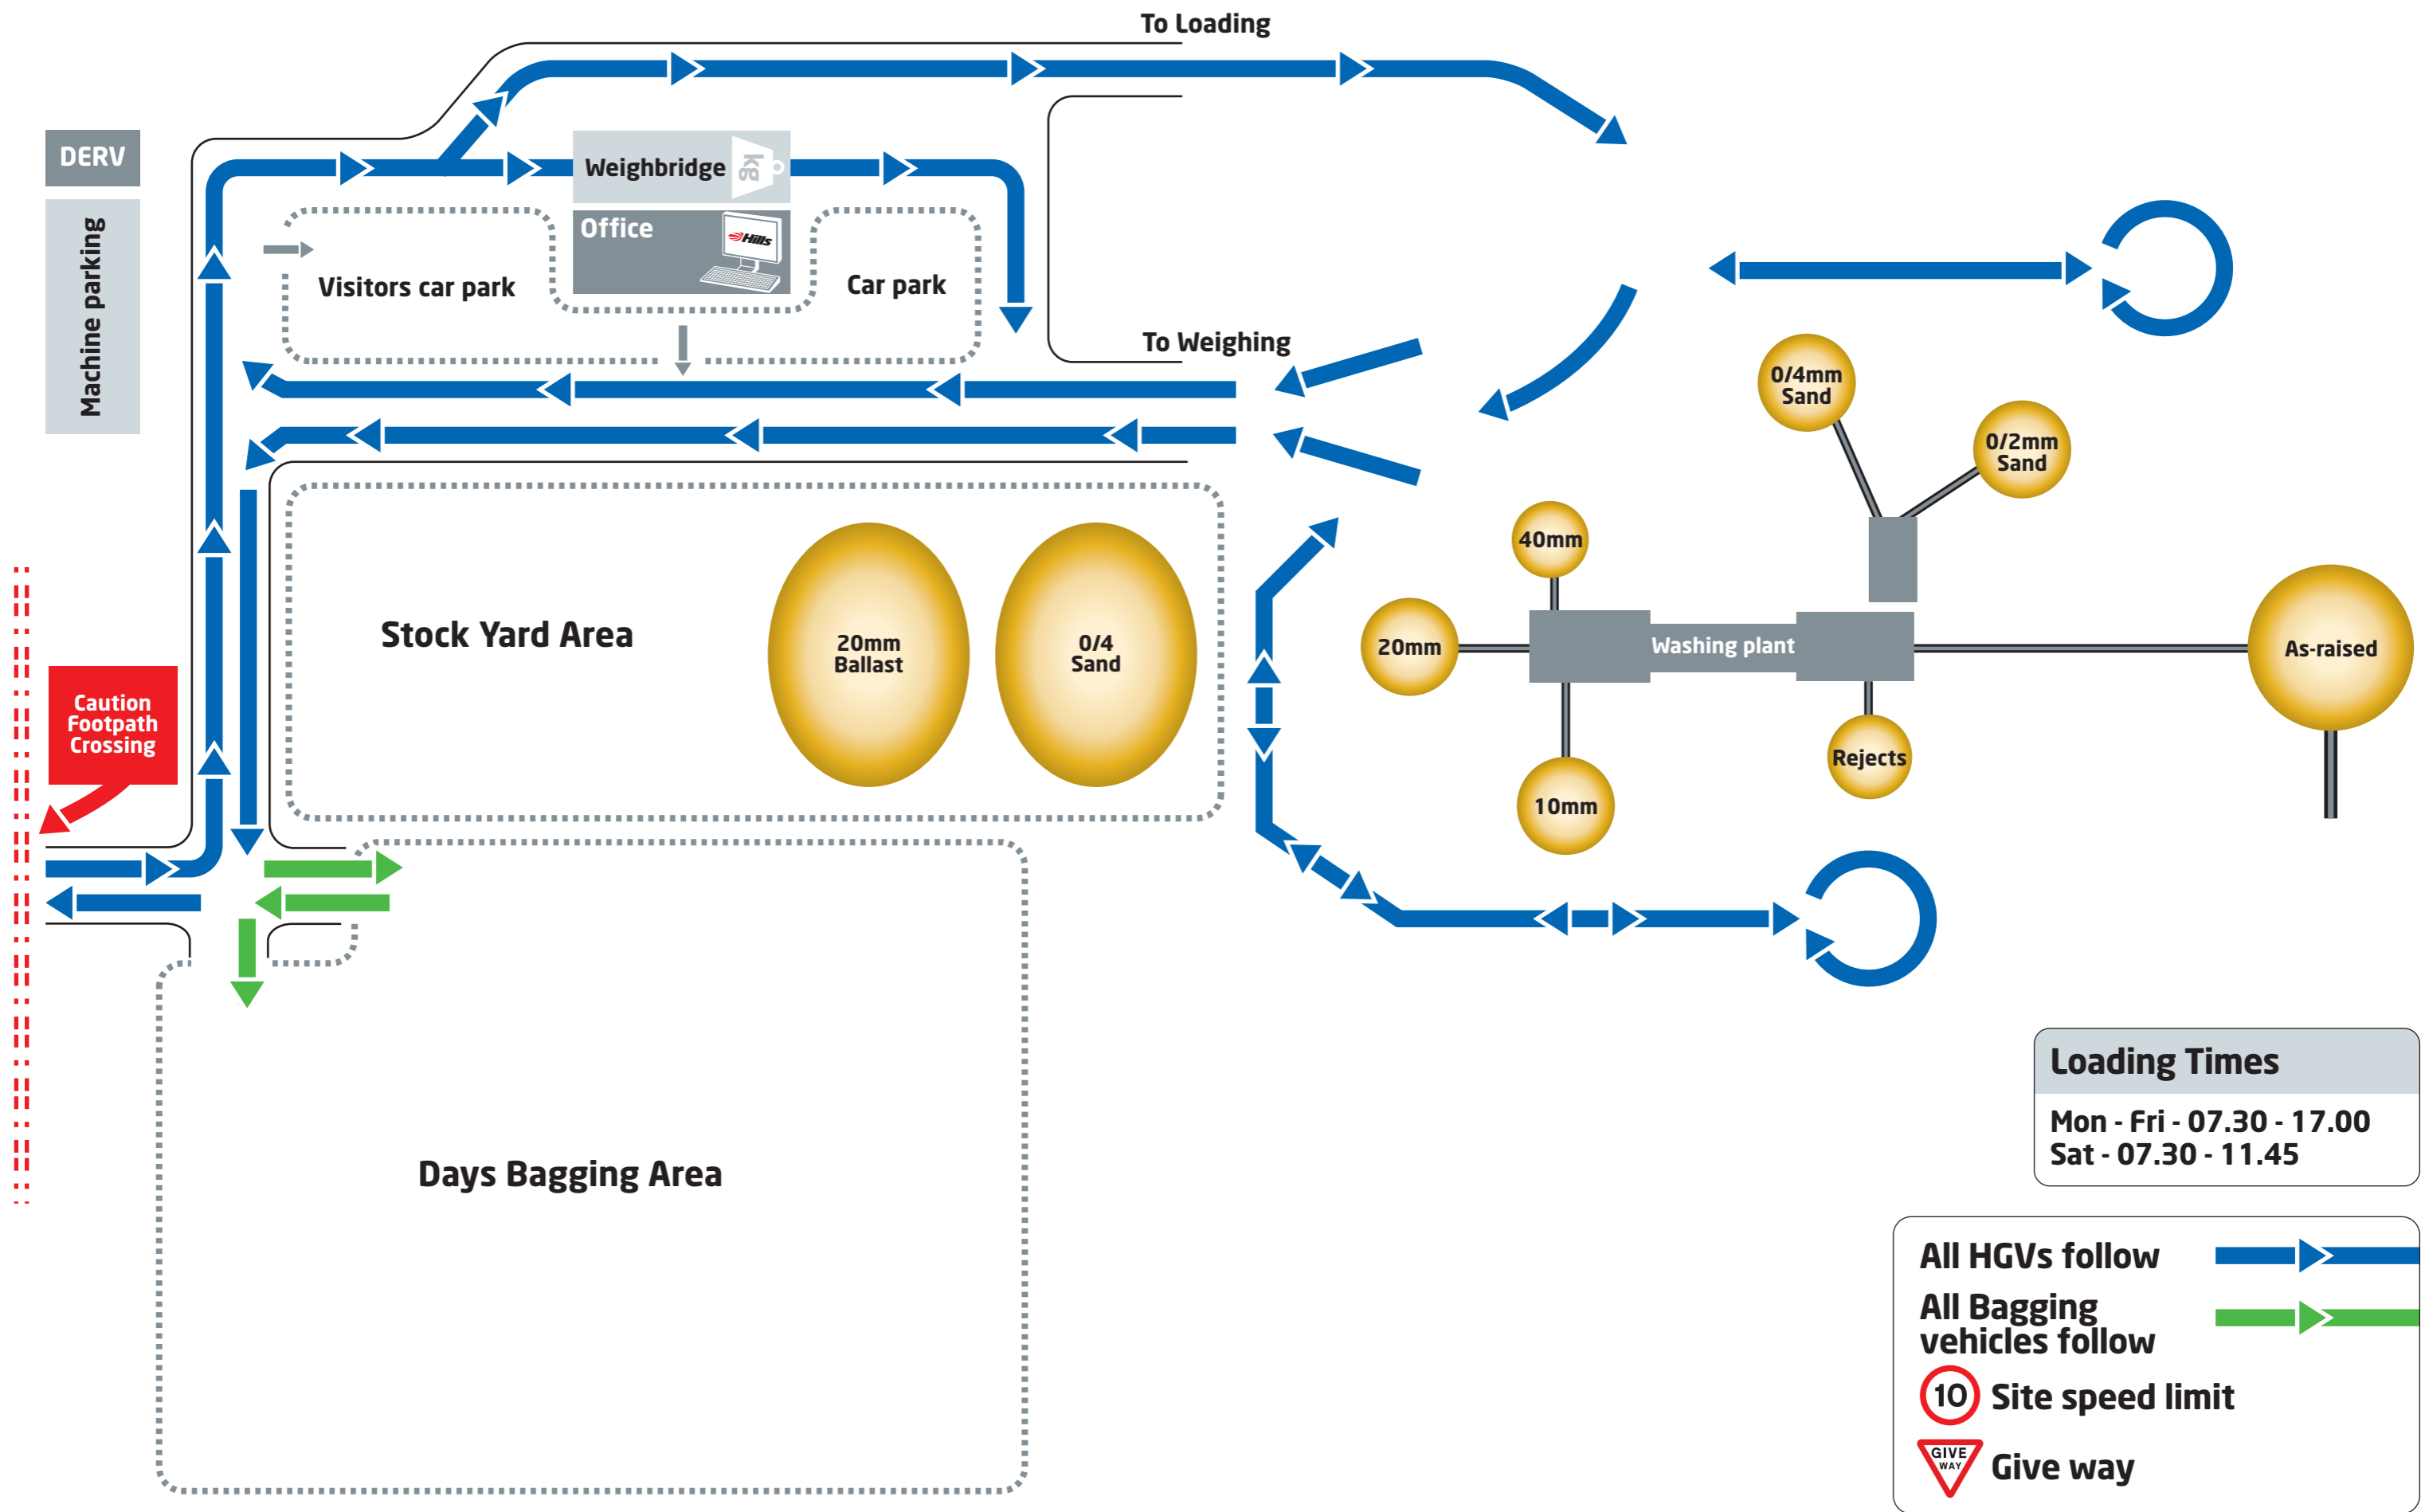 To Loading
DERV
Weighbridge
kg
Machine parking
Office
Hills
Visitors car park
Car park
To Weighing
0/4mm
Sand
0/2mm
Sand
40mm
Stock Yard Area
20mm
Ballast
0/4
Sand
20mm
Washing plant
As-raised
Caution
Footpath
Crossing
Rejects
10mm
Days Bagging Area
Loading Times
Mon - Fri - 07.30 - 17.00
Sat - 07.30 - 11.45
All HGVs follow
All Bagging
vehicles follow
10 Site speed limit
GIVE
WAY
Give way